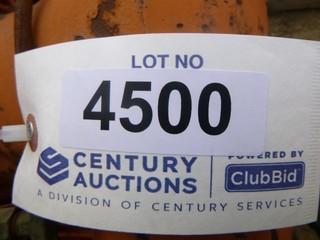 LOT NO
4500
CENTURY AUCTIONS
POWERED BY
ClubBid
A DIVISION OF CENTURY SERVICES